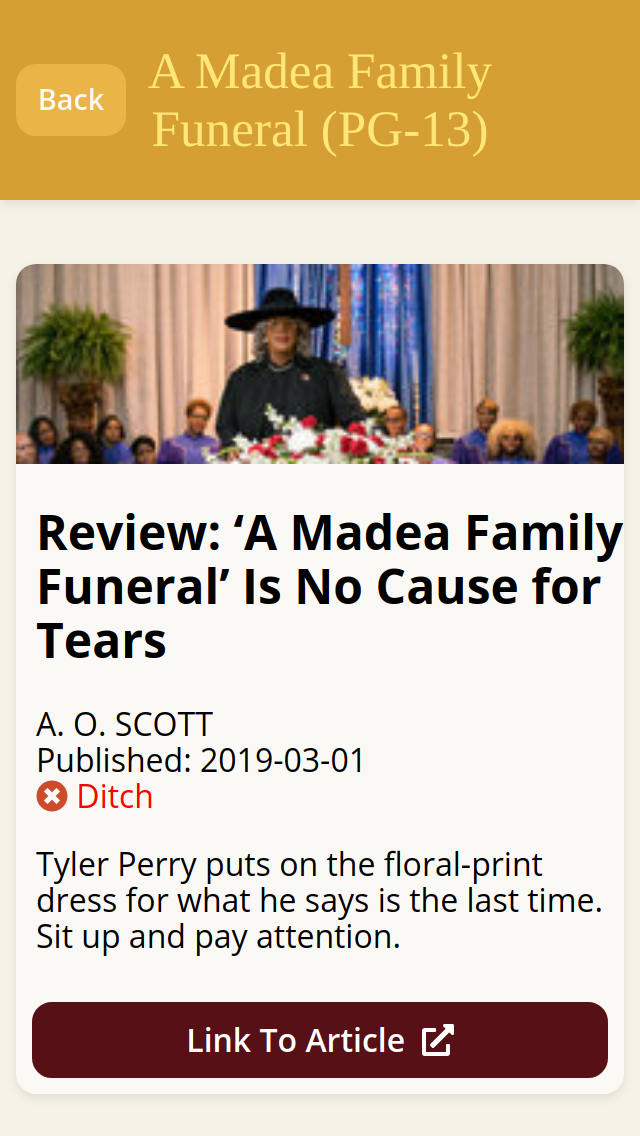 Back
A Madea Family
Funeral (PG-13)
Review: ‘A Madea Family
Funeral’ Is No Cause for
Tears
A. O. SCOTT
Published: 2019-03-01
Ditch
Tyler Perry puts on the floral-print
dress for what he says is the last time.
Sit up and pay attention.
Link To Article